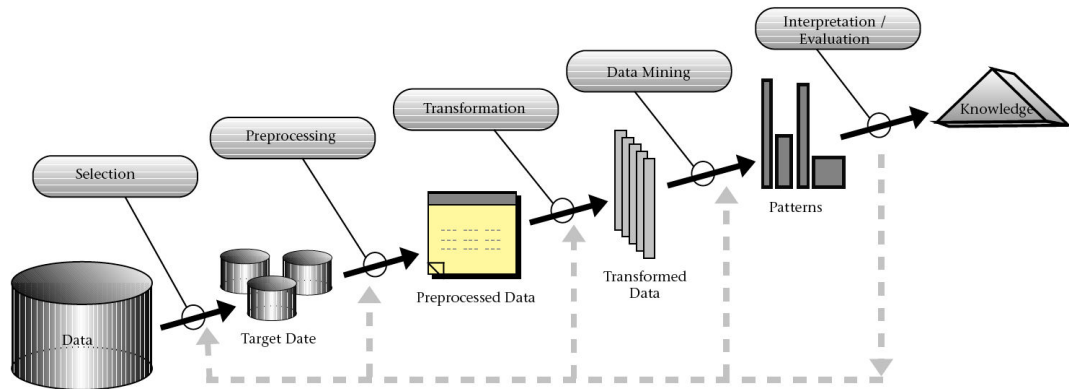 Interpretation /
Evaluation
Data Mining
Transformation
Preprocessing
Selection
Data
Target Date
Preprocessed Data
Transformed
Data
Patterns
Knowledge